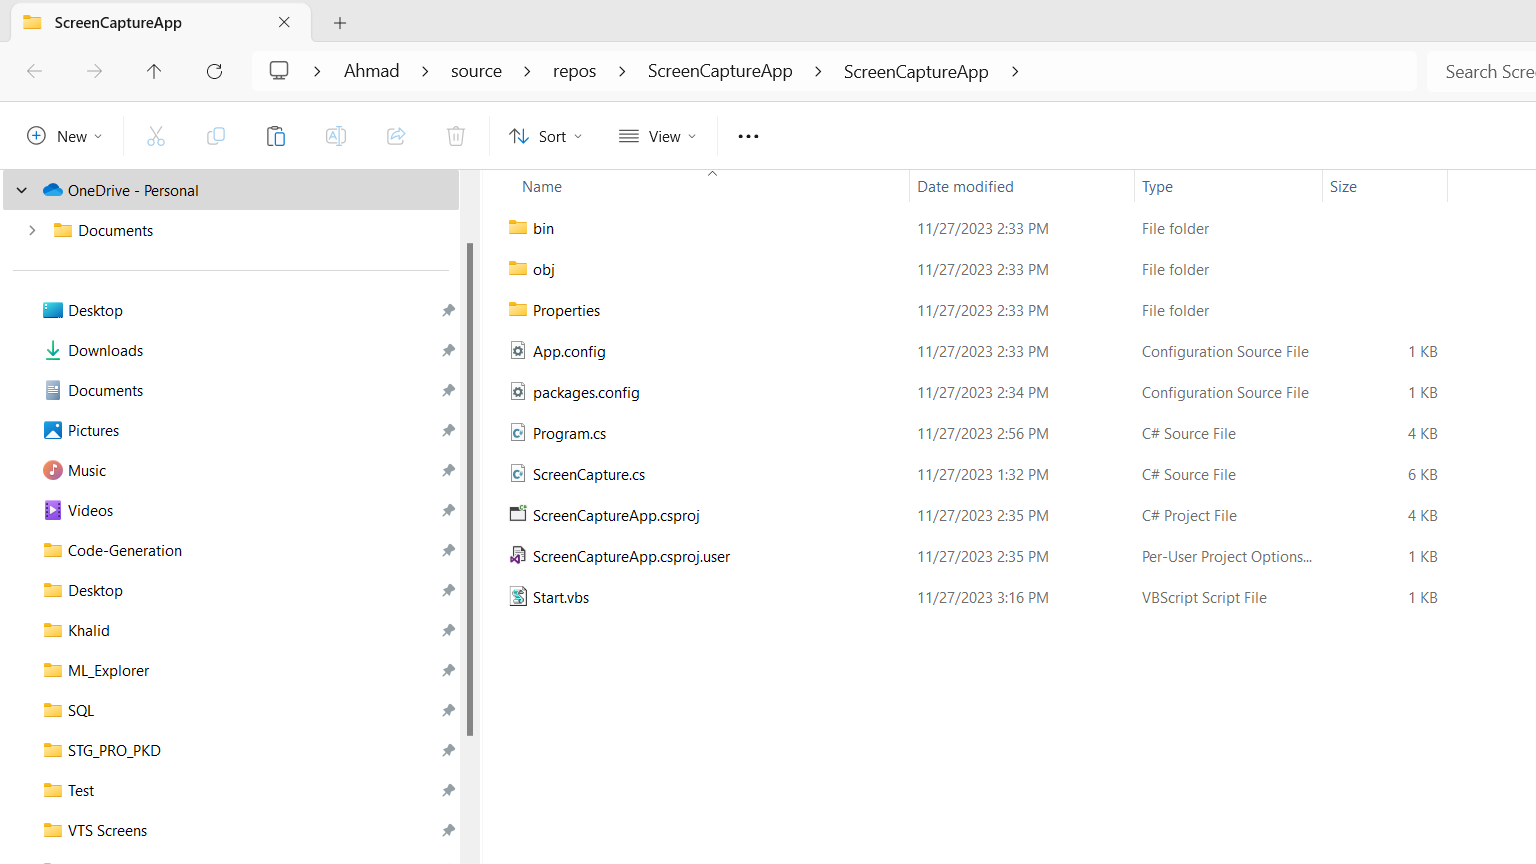 ScreenCaptureApp
Ahmad source repos ScreenCaptureApp ScreenCaptureApp Search Scre
New Sort View
OneDrive - Personal
Documents
Desktop
Downloads
Documents
Pictures
Music
Videos
Code-Generation
Desktop
Khalid
ML_Explorer
SQL
STG_PRO_PKD
Test
VTS Screens
Name Date modified Type Size
bin 11/27/2023 2:33 PM File folder
obj 11/27/2023 2:33 PM File folder
Properties 11/27/2023 2:33 PM File folder
App.config 11/27/2023 2:33 PM Configuration Source File 1 KB
packages.config 11/27/2023 2:34 PM Configuration Source File 1 KB
Program.cs 11/27/2023 2:56 PM C# Source File 4 KB
ScreenCapture.cs 11/27/2023 1:32 PM C# Source File 6 KB
ScreenCaptureApp.csproj 11/27/2023 2:35 PM C# Project File 4 KB
ScreenCaptureApp.csproj.user 11/27/2023 2:35 PM Per-User Project Options... 1 KB
Start.vbs 11/27/2023 3:16 PM VBScript Script File 1 KB